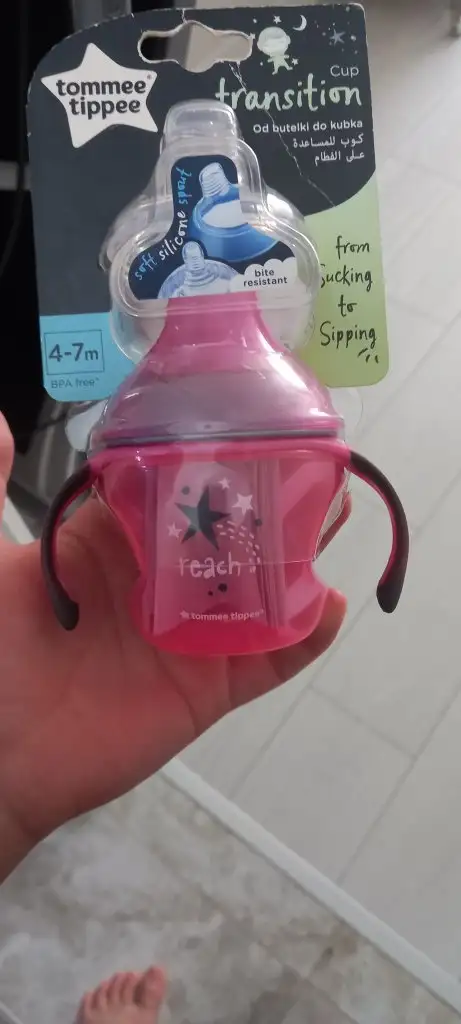 tommee
tippee
Cup
transition
Od butelki do kubka
كوب للمساعدة
على الفطام
soft silicone spout
bite
resistant
from
Sucking
to
Sipping
4-7m
BPA free*
reach
tommee tippee